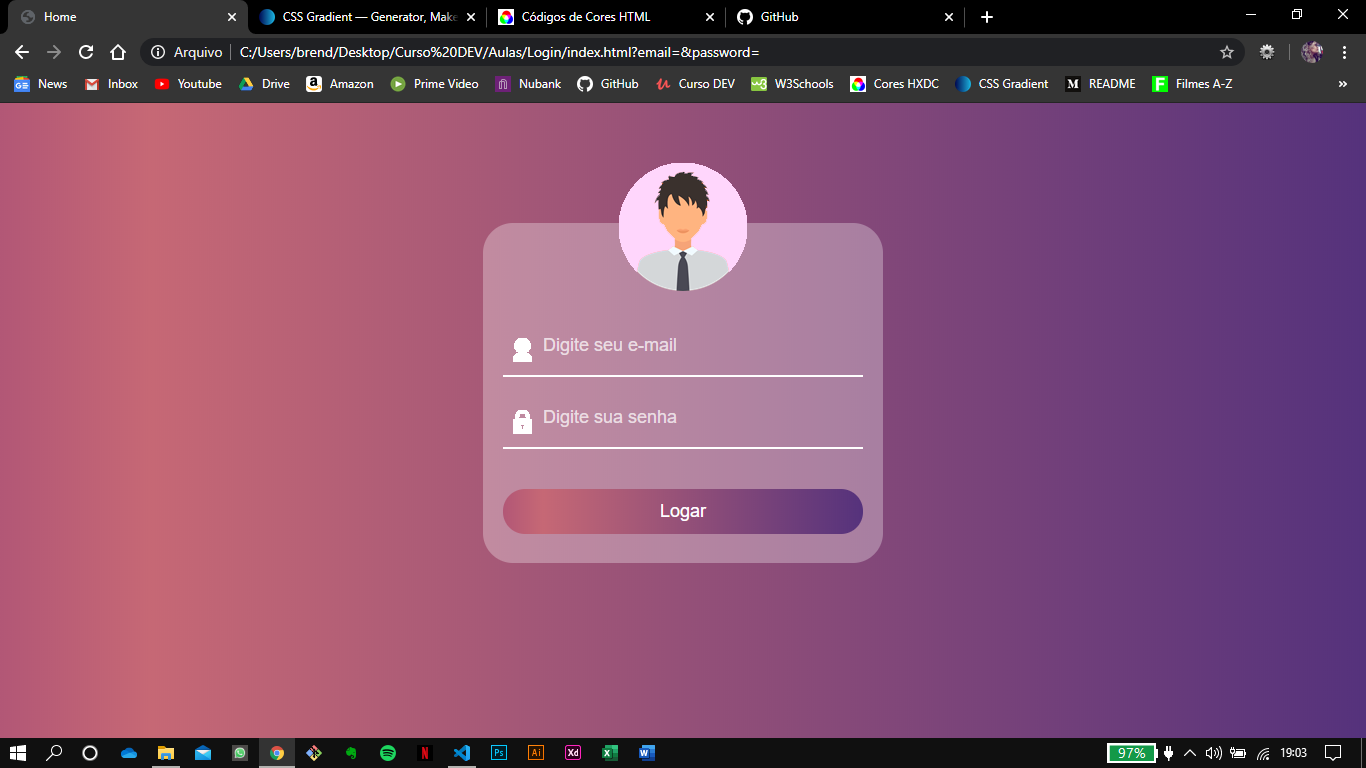 Home
CSS Gradient — Generator, Make
Códigos de Cores HTML
GitHub
Arquivo
C:/Users/brend/Desktop/Curso%20DEV/Aulas/Login/index.html?email=&password=
News Inbox Youtube Drive Amazon Prime Video Nubank GitHub Curso DEV W3Schools Cores HXDC CSS Gradient README Filmes A-Z »
Digite seu e-mail
Digite sua senha
Logar
97% 19:03